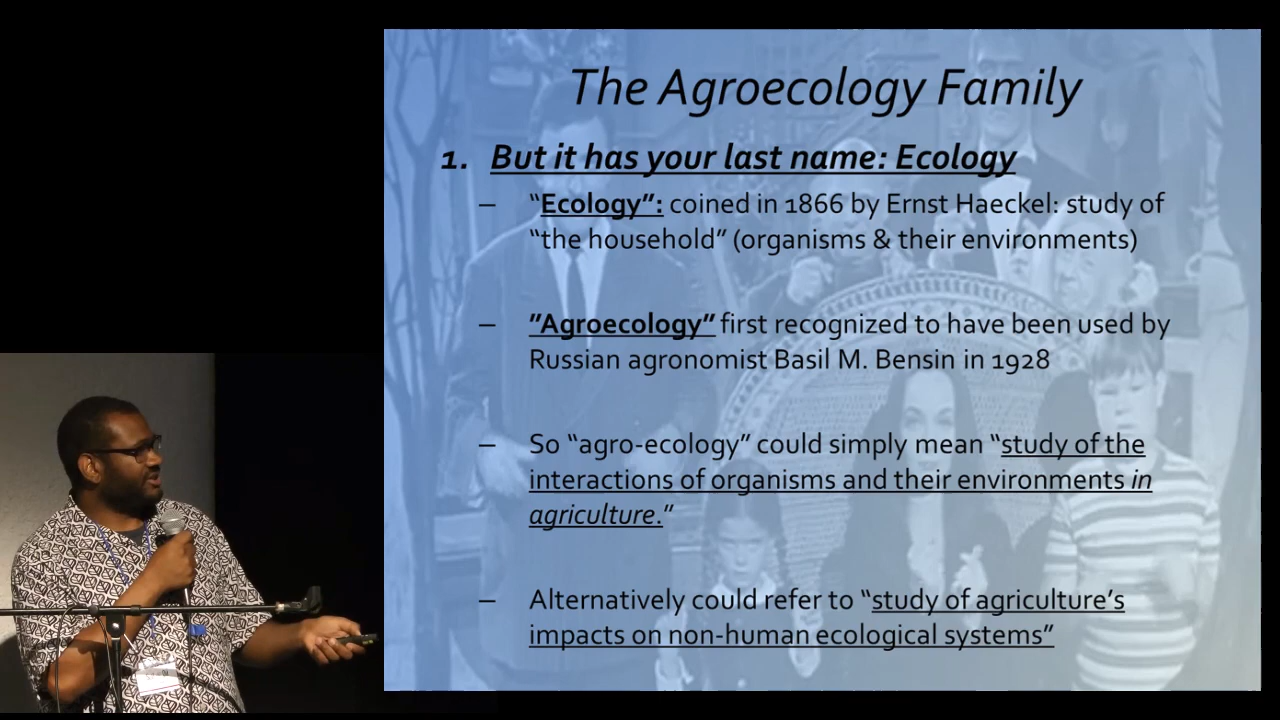 The Agroecology Family
1. But it has your last name: Ecology
– “Ecology”: coined in 1866 by Ernst Haeckel: study of
“the household” (organisms & their environments)
– ”Agroecology” first recognized to have been used by
Russian agronomist Basil M. Bensin in 1928
– So “agro-ecology” could simply mean “study of the
interactions of organisms and their environments in
agriculture.”
– Alternatively could refer to “study of agriculture’s
impacts on non-human ecological systems”